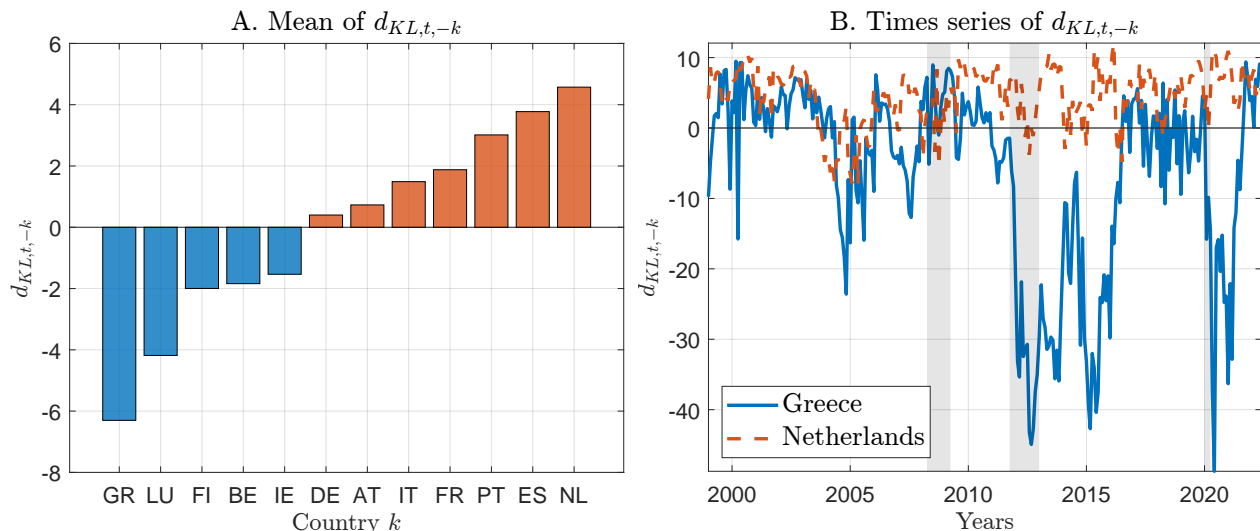 A. Mean of d_{KL,t,−k}
6
4
2
0
-2
-4
-6
-8
d_{KL,t,−k}
GR LU FI BE IE DE AT IT FR PT ES NL
Country k
B. Times series of d_{KL,t,−k}
10
0
-10
-20
-30
-40
d_{KL,t,−k}
Greece
Netherlands
2000 2005 2010 2015 2020
Years